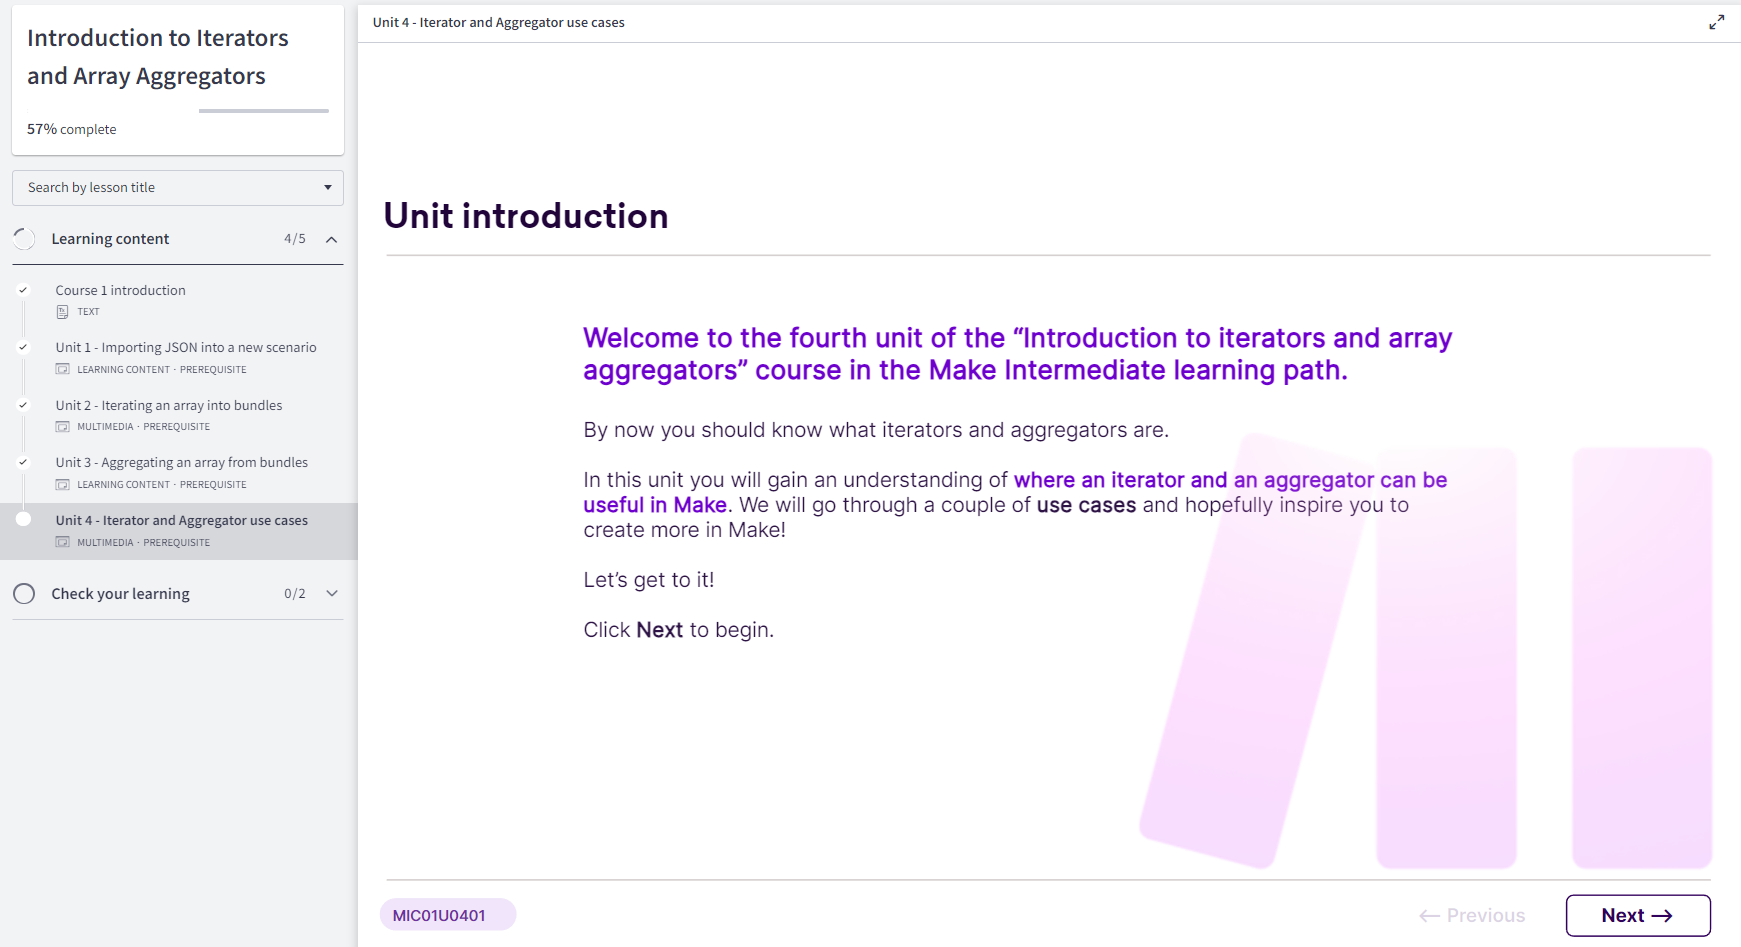 Introduction to Iterators
and Array Aggregators
57% complete
Search by lesson title
Learning content 4/5
Course 1 introduction
TEXT
Unit 1 - Importing JSON into a new scenario
LEARNING CONTENT · PREREQUISITE
Unit 2 - Iterating an array into bundles
MULTIMEDIA · PREREQUISITE
Unit 3 - Aggregating an array from bundles
LEARNING CONTENT · PREREQUISITE
Unit 4 - Iterator and Aggregator use cases
MULTIMEDIA · PREREQUISITE
Check your learning 0/2
Unit 4 - Iterator and Aggregator use cases
Unit introduction
Welcome to the fourth unit of the “Introduction to iterators and array
aggregators” course in the Make Intermediate learning path.
By now you should know what iterators and aggregators are.
In this unit you will gain an understanding of where an iterator and an aggregator can be
useful in Make. We will go through a couple of use cases and hopefully inspire you to
create more in Make!
Let’s get to it!
Click Next to begin.
MIC01U0401
← Previous
Next →